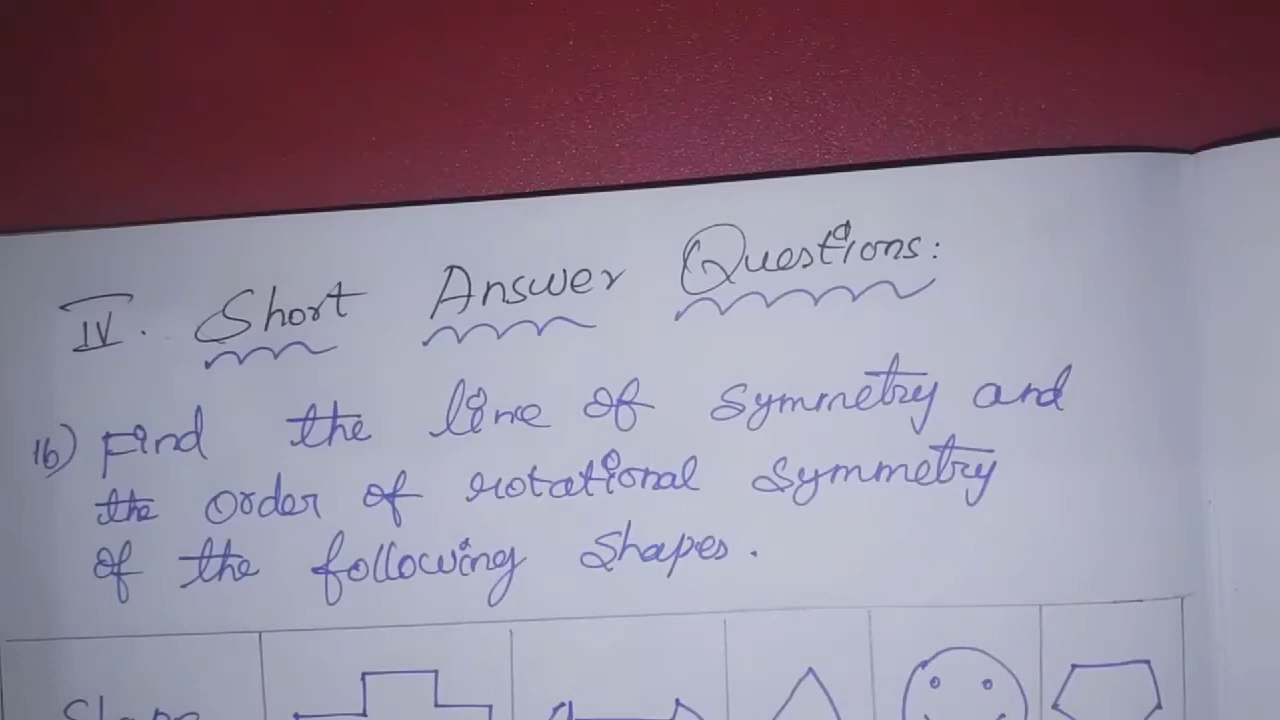 IV. Short Answer Questions:
16) Find the line of symmetry and
the order of rotational symmetry
of the following shapes.
Shape